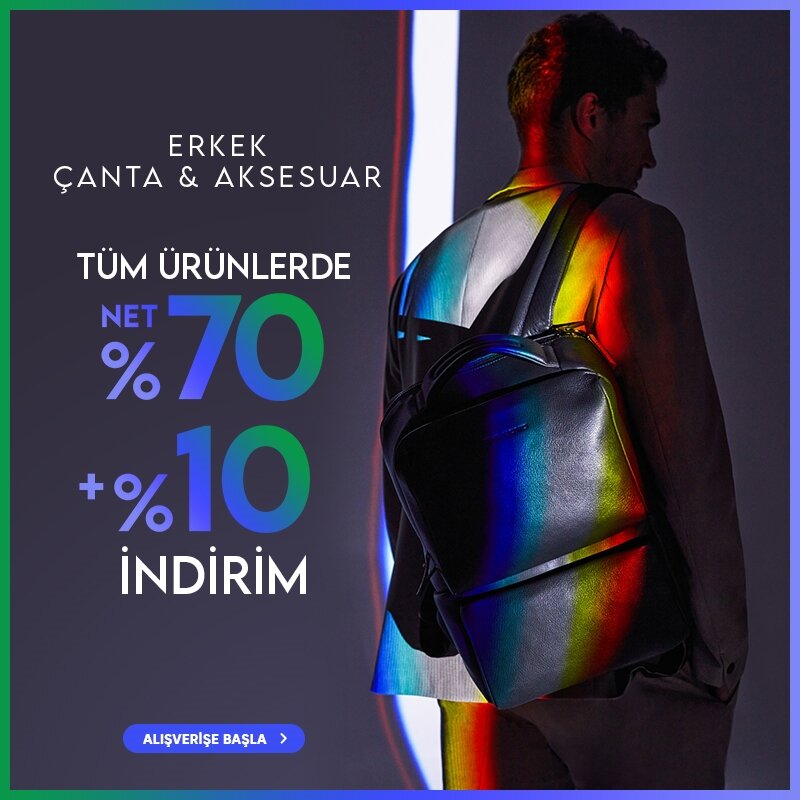 ERKEK
ÇANTA & AKSESUAR
TÜM ÜRÜNLERDE
NET
%70
+%10
İNDİRİM
ALIŞVERİŞE BAŞLA >